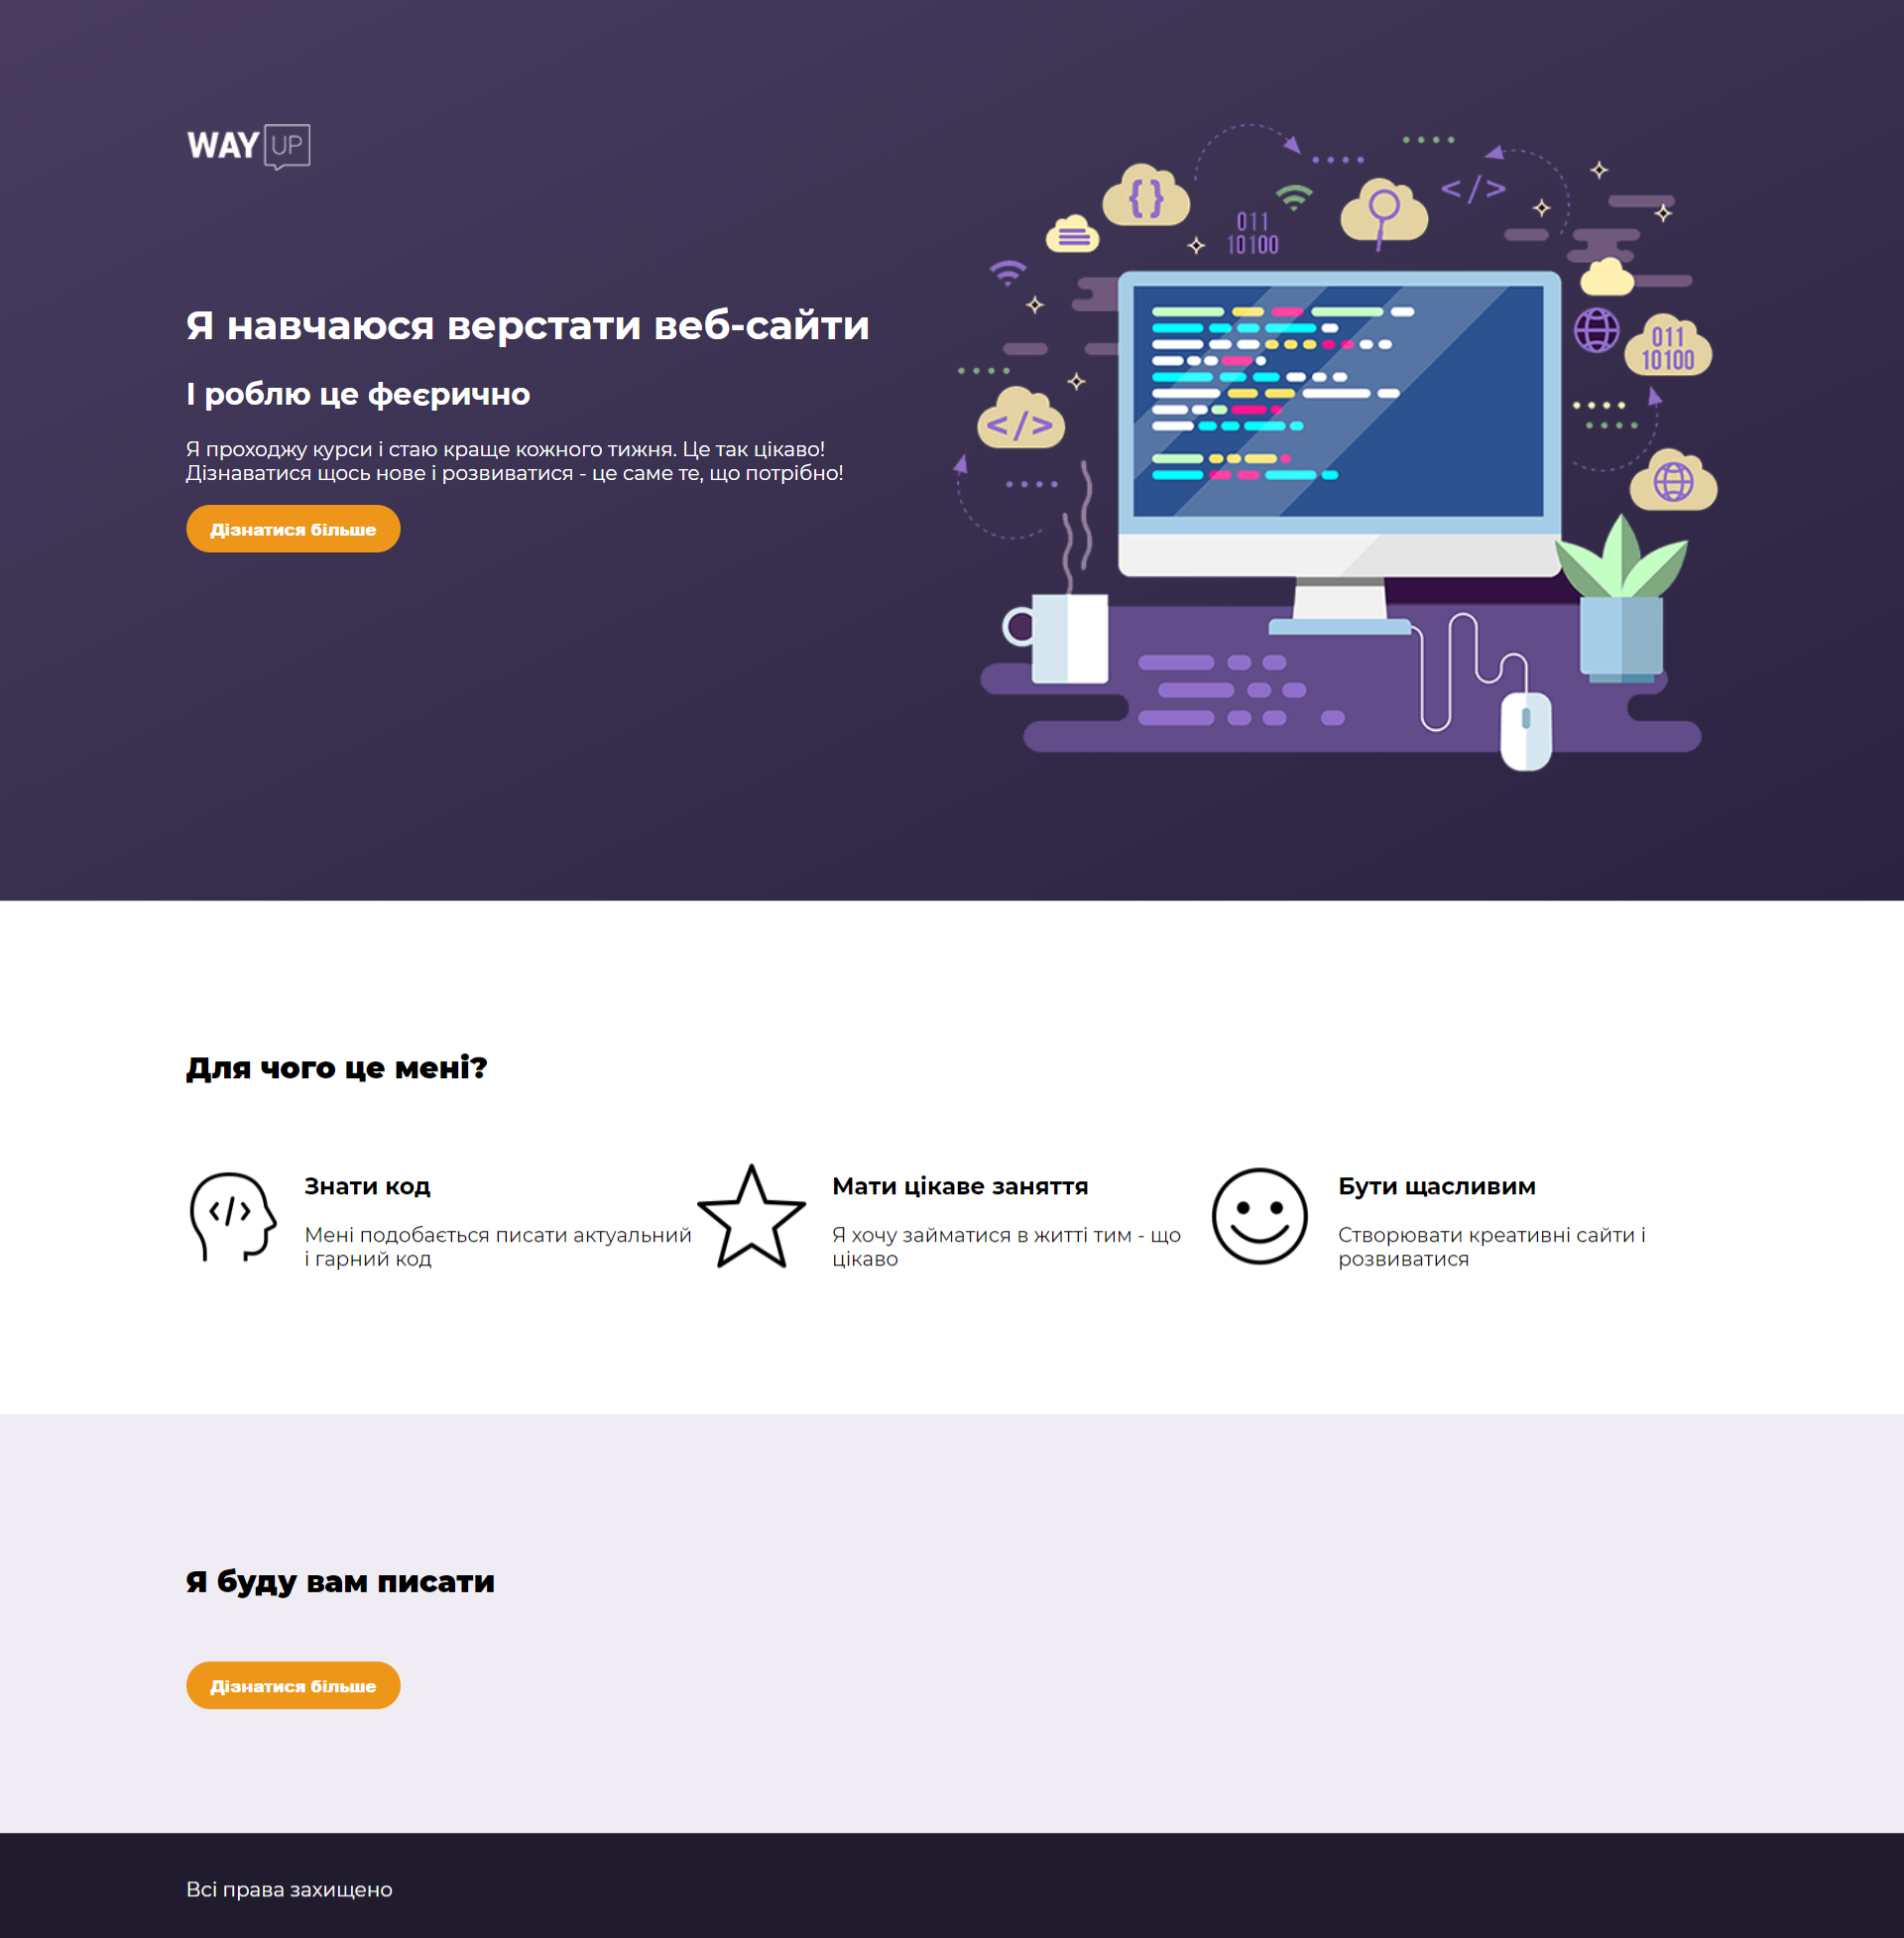 WAY UP
{}
011
10100
</>
011
10100
</>
Я навчаюся верстати веб-сайти
І роблю це феєрично
Я проходжу курси і стаю краще кожного тижня. Це так цікаво!
Дізнаватися щось нове і розвиватися - це саме те, що потрібно!
Дізнатися більше
Для чого це мені?
</>
Знати код
Мені подобається писати актуальний
і гарний код
Мати цікаве заняття
Я хочу займатися в житті тим - що
цікаво
Бути щасливим
Створювати креативні сайти і
розвиватися
Я буду вам писати
Дізнатися більше
Всі права захищено